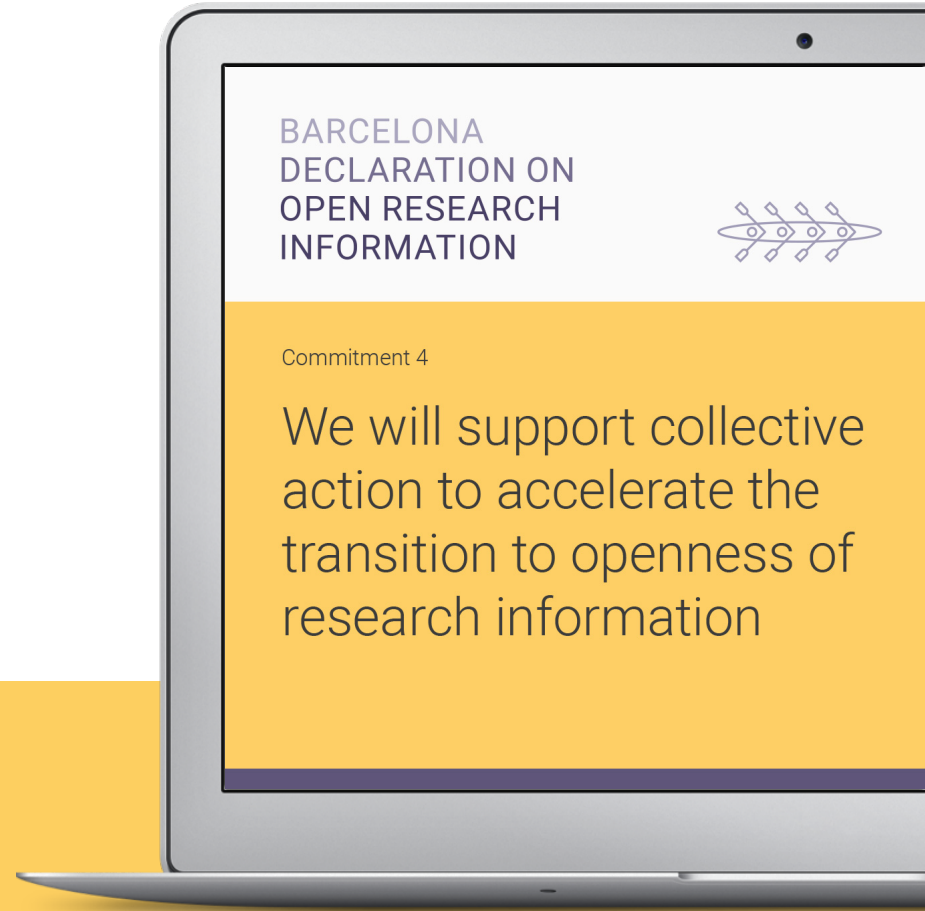 BARCELONA
DECLARATION ON
OPEN RESEARCH
INFORMATION
Commitment 4
We will support collective
action to accelerate the
transition to openness of
research information